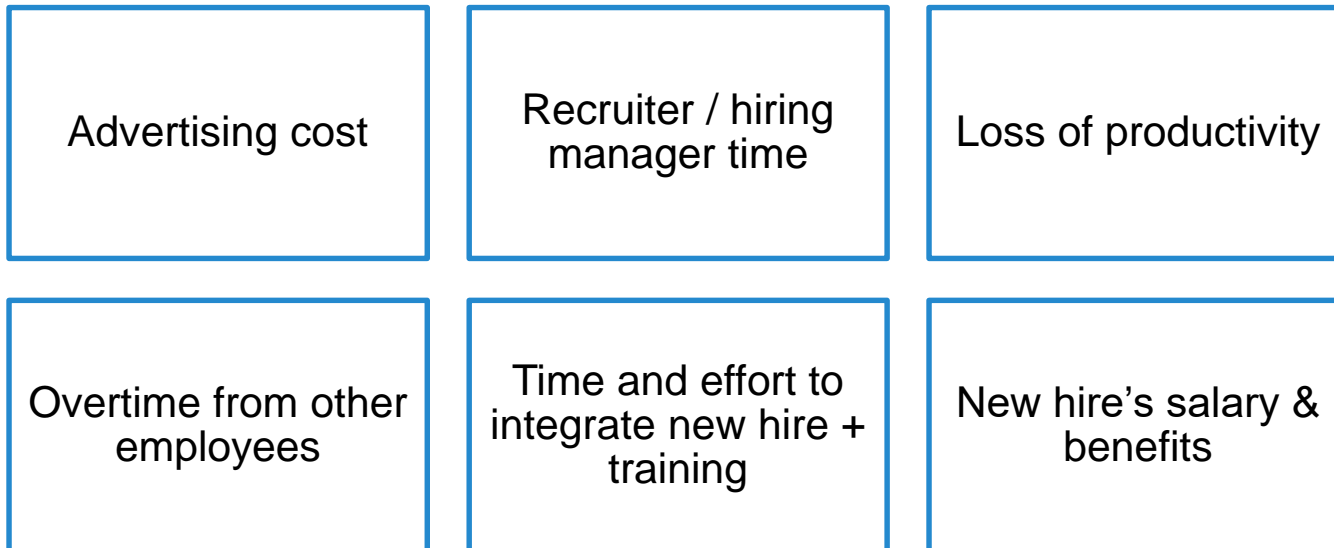 Advertising cost
Recruiter / hiring
manager time
Loss of productivity
Overtime from other
employees
Time and effort to
integrate new hire +
training
New hire’s salary &
benefits